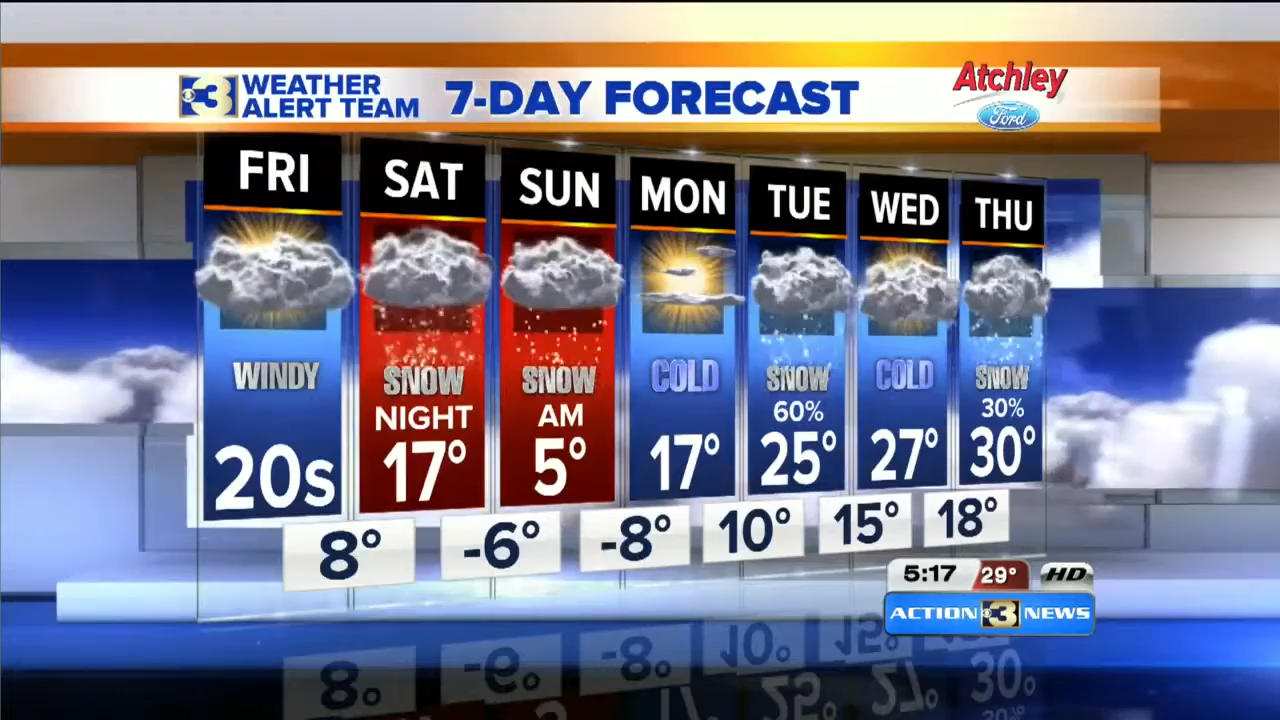 3 WEATHER
ALERT TEAM
7-DAY FORECAST
Atchley
Ford
FRI
WINDY
20s
SAT
SNOW
NIGHT
17°
SUN
SNOW
AM
5°
MON
COLD
17°
TUE
SNOW
60%
25°
WED
COLD
27°
THU
SNOW
30%
30°
8°
-6°
-8°
10°
15°
18°
5:17 29° HD
ACTION 3 NEWS